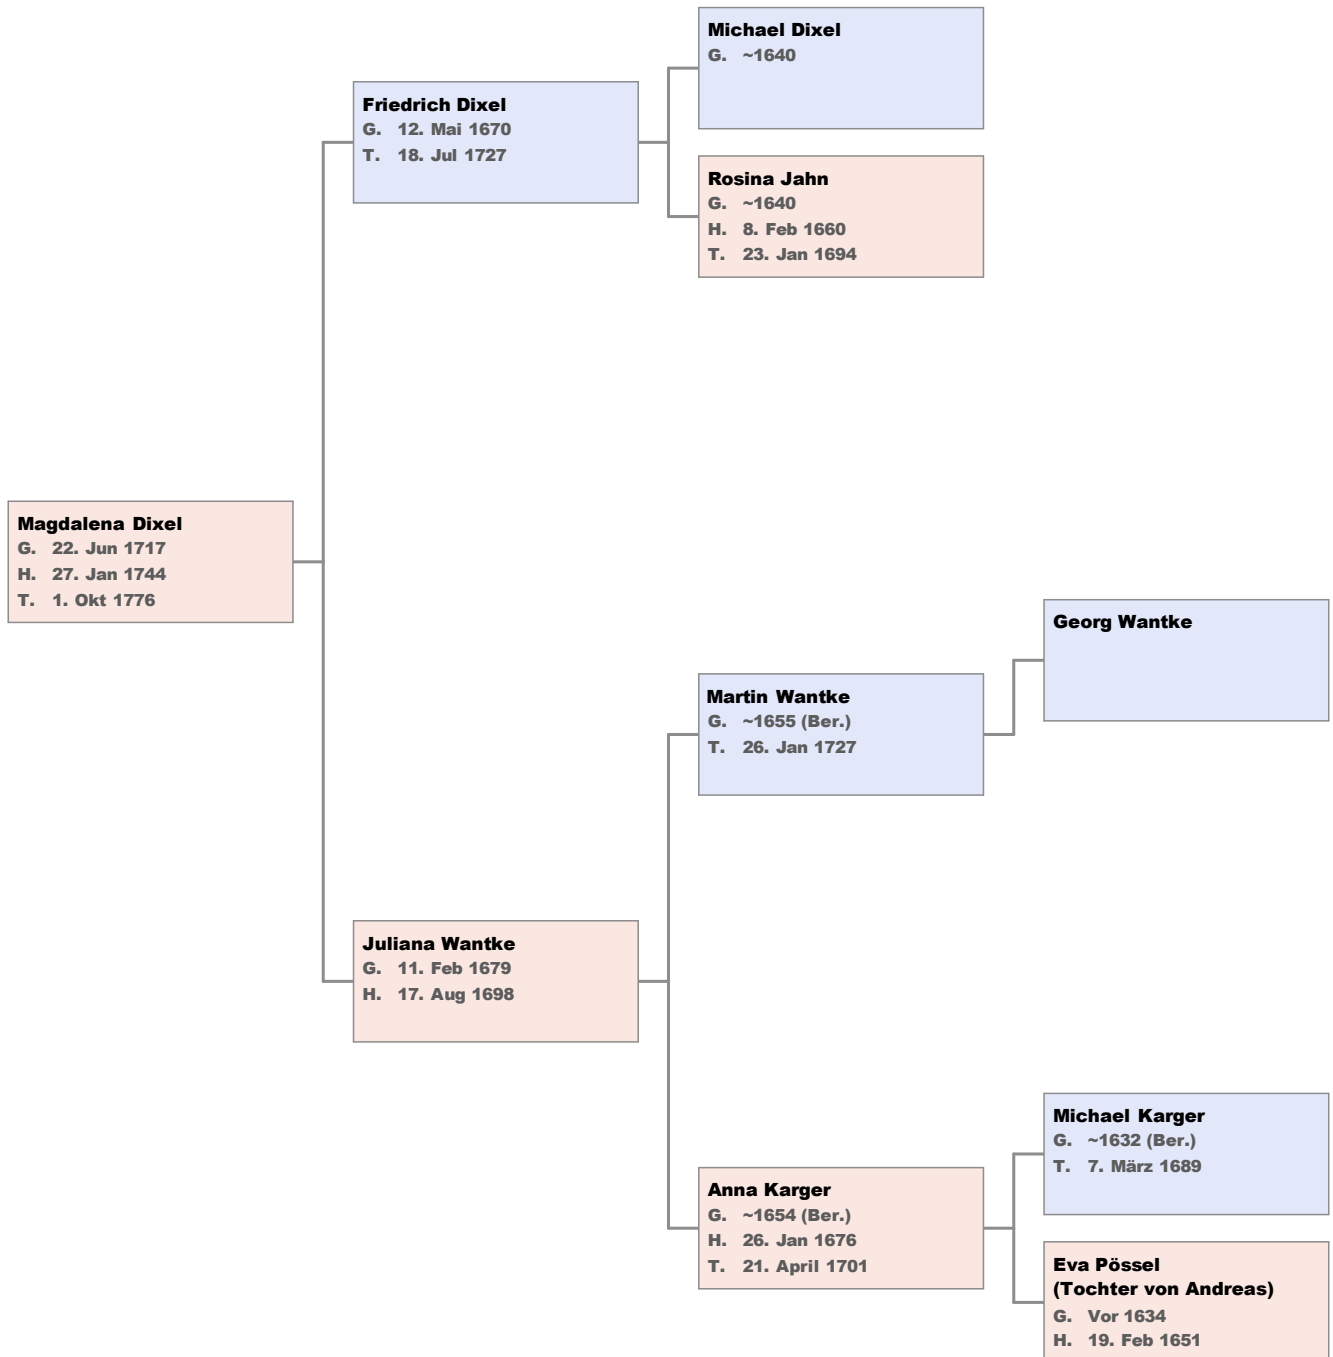 Michael Dixel
G. ~1640
Friedrich Dixel
G. 12. Mai 1670
T. 18. Jul 1727
Rosina Jahn
G. ~1640
H. 8. Feb 1660
T. 23. Jan 1694
Magdalena Dixel
G. 22. Jun 1717
H. 27. Jan 1744
T. 1. Okt 1776
Georg Wantke
Martin Wantke
G. ~1655 (Ber.)
T. 26. Jan 1727
Juliana Wantke
G. 11. Feb 1679
H. 17. Aug 1698
Michael Karger
G. ~1632 (Ber.)
T. 7. März 1689
Anna Karger
G. ~1654 (Ber.)
H. 26. Jan 1676
T. 21. April 1701
Eva Pössel
(Tochter von Andreas)
G. Vor 1634
H. 19. Feb 1651